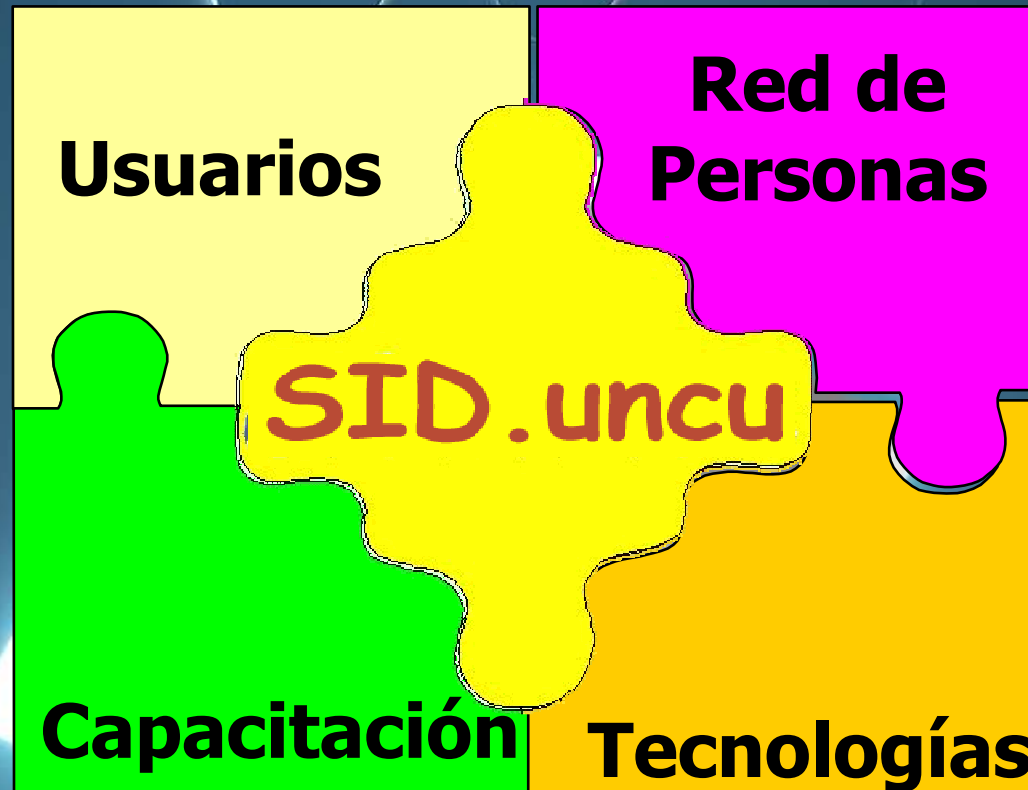 Usuarios
Red de
Personas
SID.uncu
Capacitación
Tecnologías